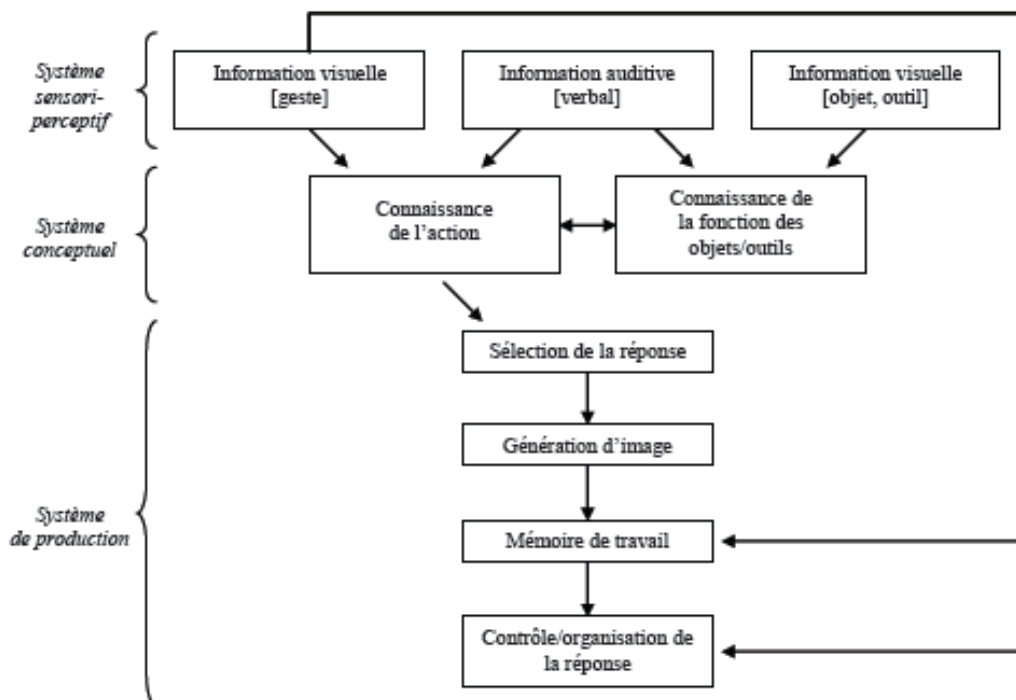 Système
sensori-
perceptif
Information visuelle
[geste]
Information auditive
[verbal]
Information visuelle
[objet, outil]
Système
conceptuel
Connaissance
de l'action
Connaissance de
la fonction des
objets/outils
Système
de production
Sélection de la réponse
Génération d'image
Mémoire de travail
Contrôle/organisation de
la réponse